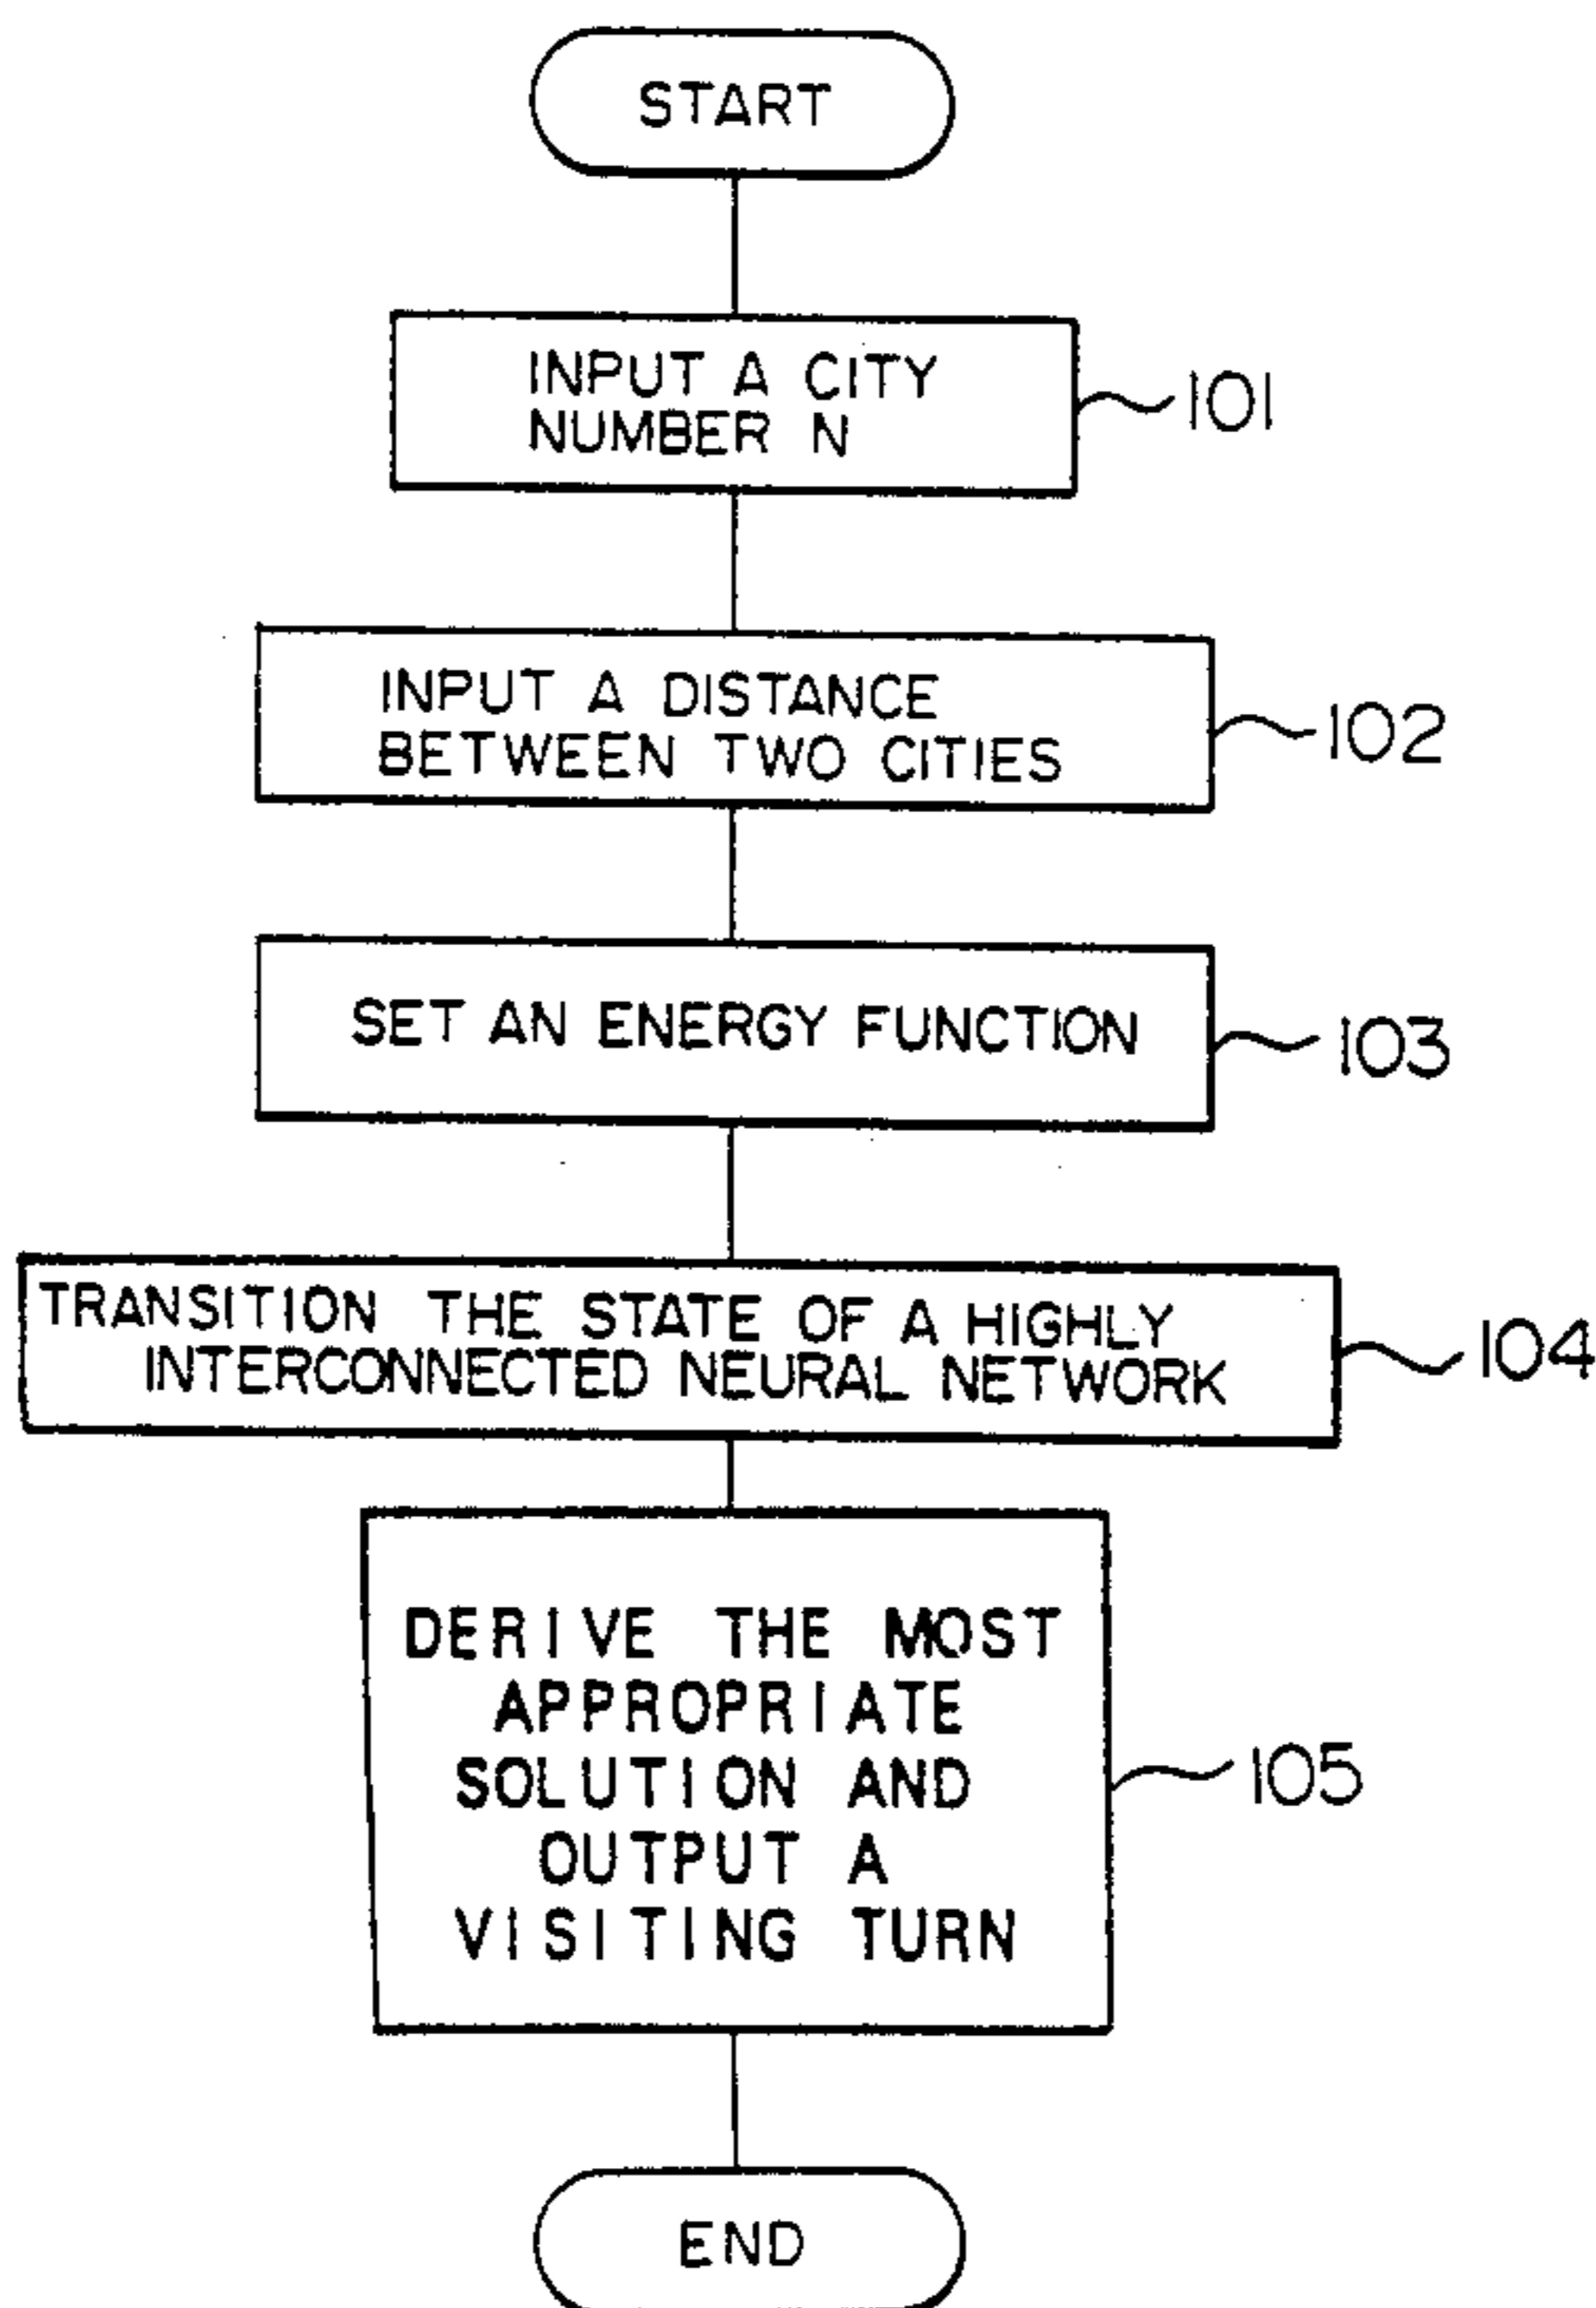 START
INPUT A CITY
NUMBER N
101
INPUT A DISTANCE
BETWEEN TWO CITIES
102
SET AN ENERGY FUNCTION
103
TRANSITION THE STATE OF A HIGHLY
INTERCONNECTED NEURAL NETWORK
104
DERIVE THE MOST
APPROPRIATE
SOLUTION AND
OUTPUT A
VISITING TURN
105
END